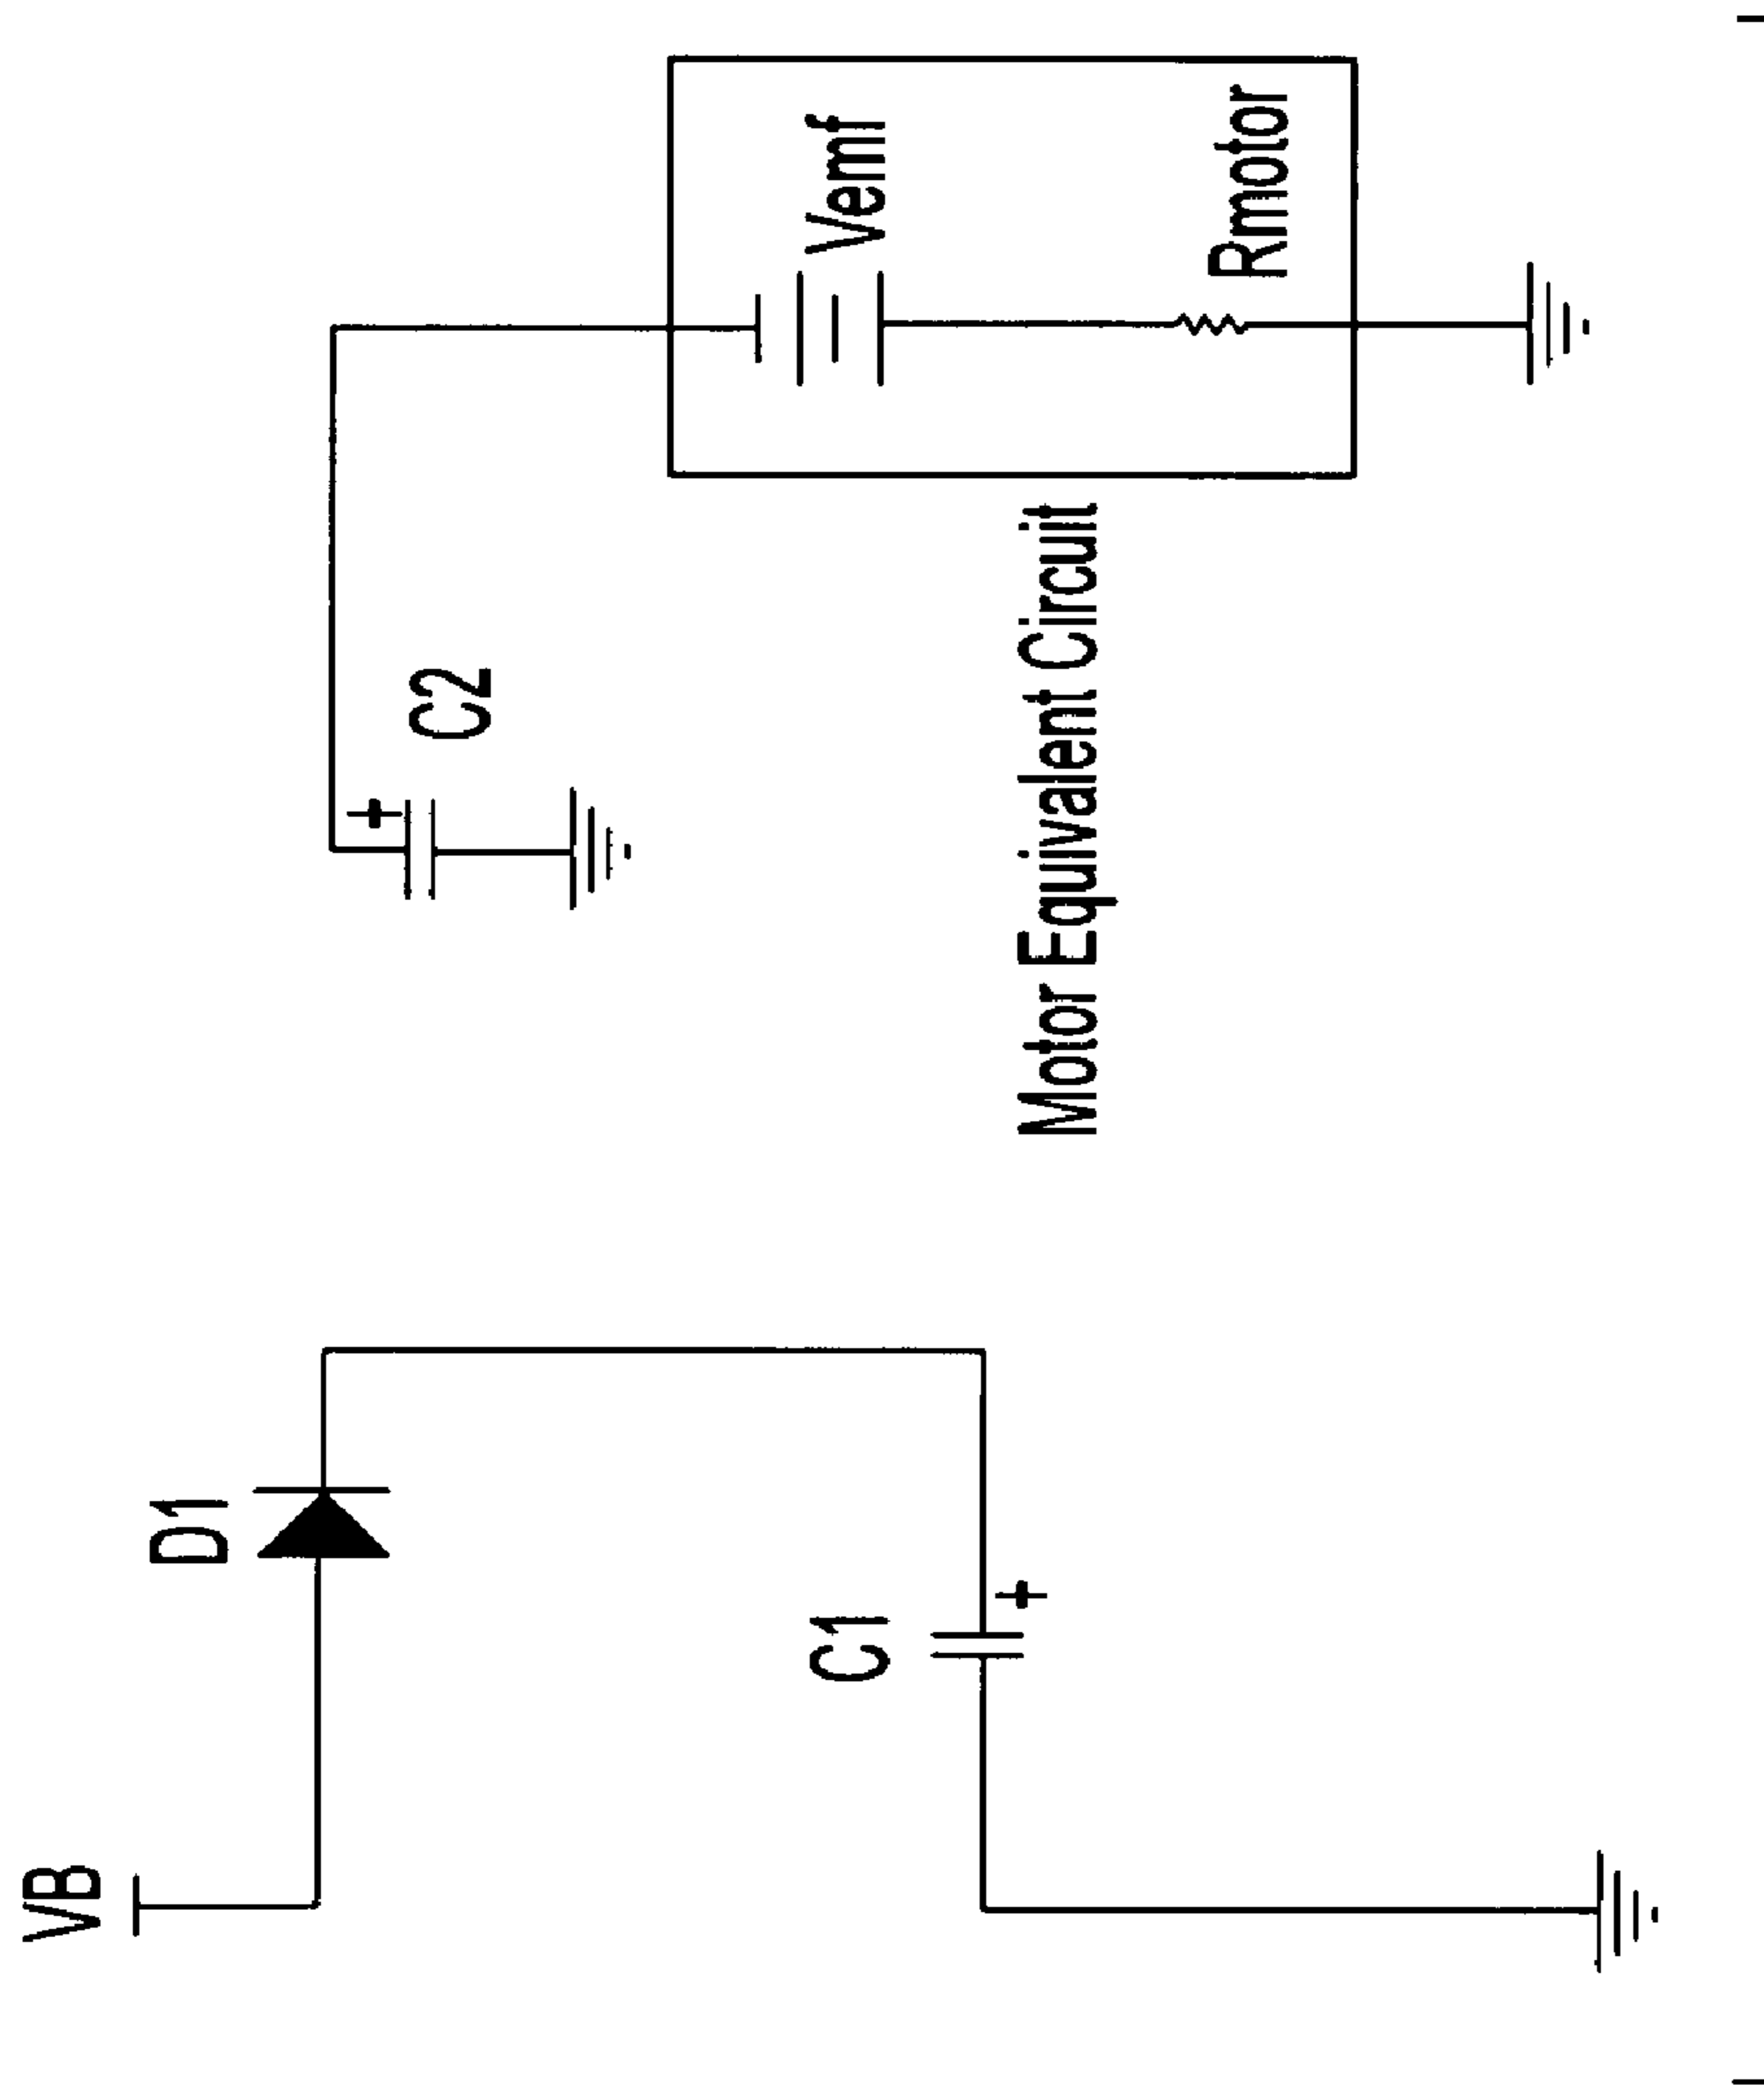 VB
D1
C1
+
C2
+
Motor Equivalent Circuit
Vemf
Rmotor